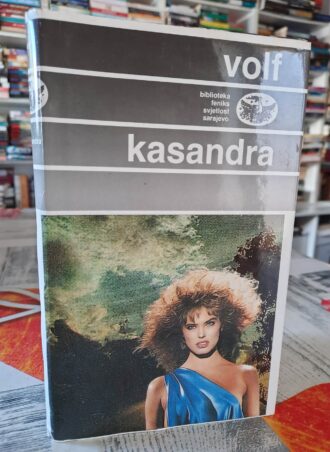 volf
biblioteka
feniks
svjetlost
sarajevo
kasandra